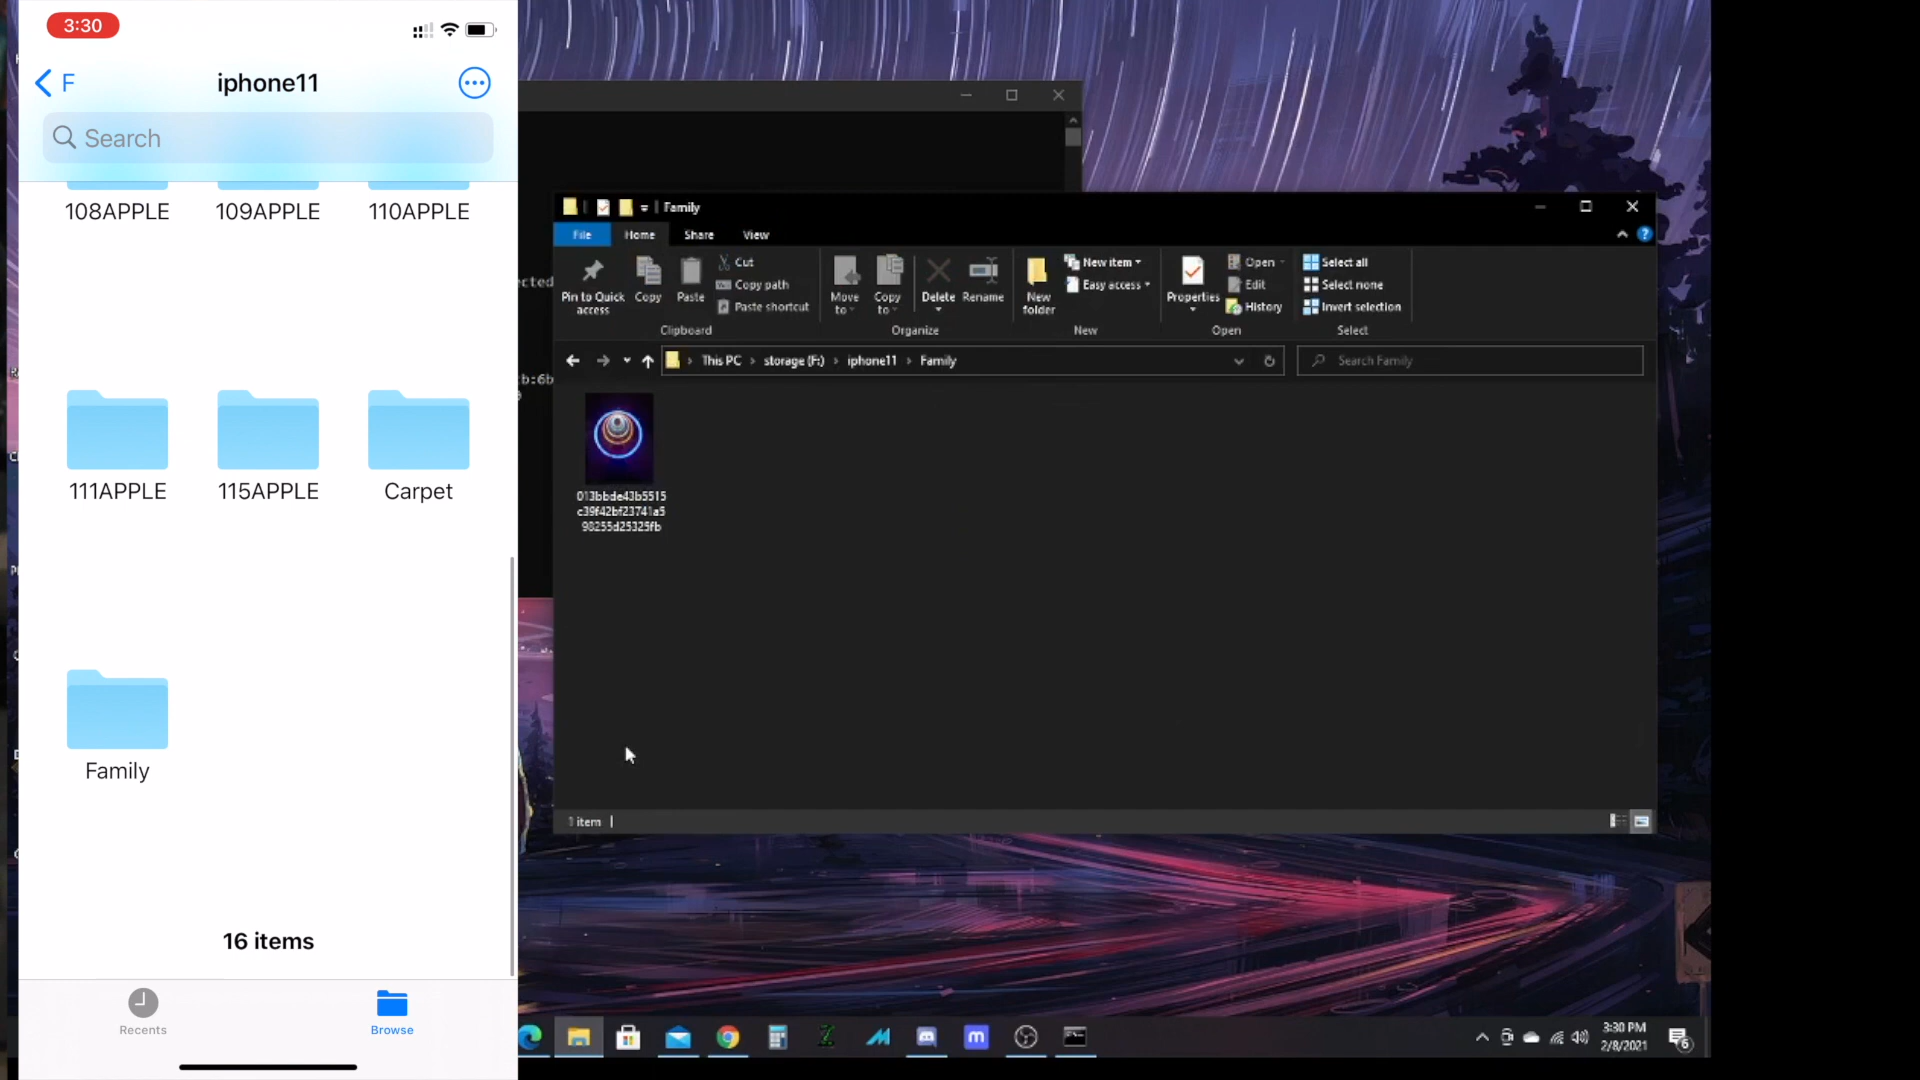 3:30
F
iphone11
Search
108APPLE
109APPLE
110APPLE
111APPLE
115APPLE
Carpet
Family
16 items
Recents
Browse
ected
b:6b
Family
File
Home
Share
View
Pin to Quick
access
Copy
Paste
Cut
Copy path
Paste shortcut
Clipboard
Move
to
Copy
to
Delete
Rename
Organize
New
folder
New item
Easy access
New
Properties
Open
Edit
History
Open
Select all
Select none
Invert selection
Select
This PC
storage (F:)
iphone11
Family
Search Family
013bbde43b5515
c39f42bf23741a5
98255d25325fb
1 item
3:30 PM
2/8/2021
6